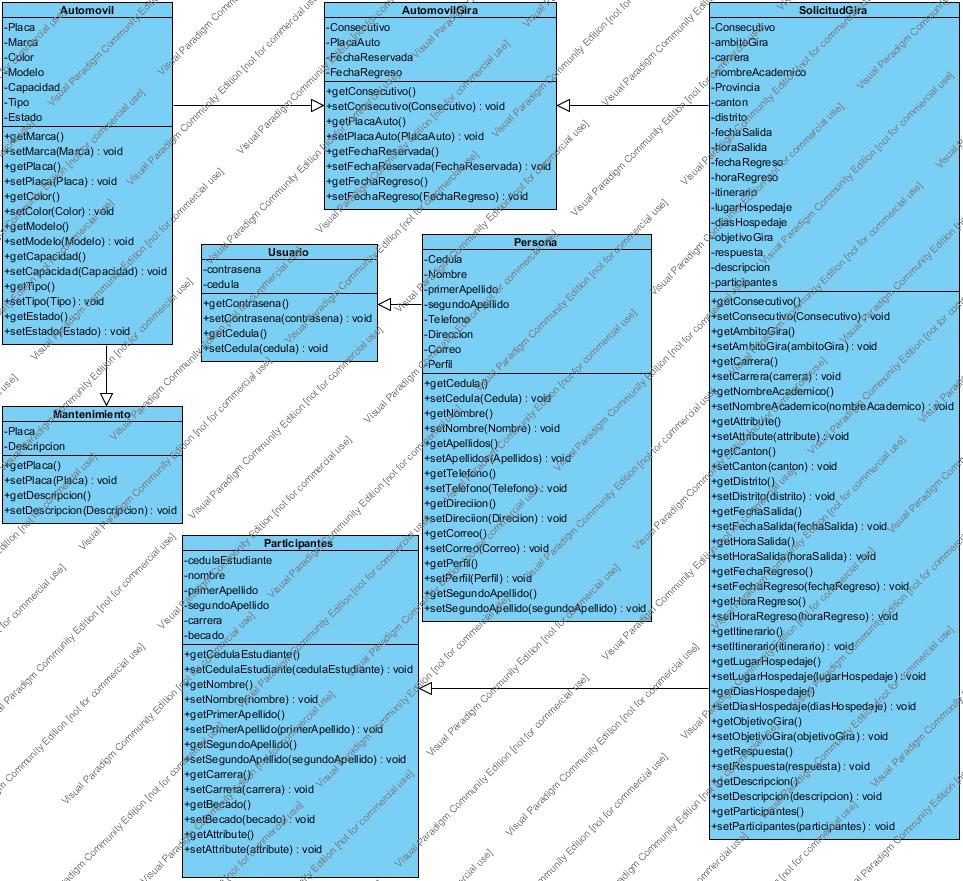 Automovil
-Placa
-Marca
-Color
-Modelo
-Capacidad
-Tipo
-Estado
+getMarca()
+setMarca(Marca) : void
+getPlaca()
+setPlaca(Placa) : void
+getColor()
+setColor(Color) : void
+getModelo()
+setModelo(Modelo) : void
+getCapacidad()
+setCapacidad(Capacidad) : void
+getTipo()
+setTipo(Tipo) : void
+getEstado()
+setEstado(Estado) : void
AutomovilGira
-Consecutivo
-PlacaAuto
-FechaReservada
-FechaRegreso
+getConsecutivo()
+setConsecutivo(Consecutivo) : void
+getPlacaAuto()
+setPlacaAuto(PlacaAuto) : void
+getFechaReservada()
+setFechaReservada(FechaReservada) : void
+getFechaRegreso()
+setFechaRegreso(FechaRegreso) : void
SolicitudGira
-Consecutivo
-ambitoGira
-carrera
-nombreAcademico
-Provincia
-canton
-distrito
-fechaSalida
-horaSalida
-fechaRegreso
-horaRegreso
-itinerario
-lugarHospedaje
-diasHospedaje
-objetivoGira
-respuesta
-descripcion
-participantes
+getConsecutivo()
+setConsecutivo(Consecutivo) : void
+getAmbitoGira()
+setAmbitoGira(ambitoGira) : void
+getCarrera()
+setCarrera(carrera) : void
+getNombreAcademico()
+setNombreAcademico(nombreAcademico) : void
+getAttribute()
+setAttribute(attribute) : void
+getCanton()
+setCanton(canton) : void
+getDistrito()
+setDistrito(distrito) : void
+getFechaSalida()
+setFechaSalida(fechaSalida) : void
+getHoraSalida()
+setHoraSalida(horaSalida) : void
+getFechaRegreso()
+setFechaRegreso(fechaRegreso) : void
+getHoraRegreso()
+setHoraRegreso(horaRegreso) : void
+getItinerario()
+setItinerario(itinerario) : void
+getLugarHospedaje()
+setLugarHospedaje(lugarHospedaje) : void
+getDiasHospedaje()
+setDiasHospedaje(diasHospedaje) : void
+getObjetivoGira()
+setObjetivoGira(objetivoGira) : void
+getRespuesta()
+setRespuesta(respuesta) : void
+getDescripcion()
+setDescripcion(descripcion) : void
+getParticipantes()
+setParticipantes(participantes) : void
Usuario
-contrasena
-cedula
+getContrasena()
+setContrasena(contrasena) : void
+getCedula()
+setCedula(cedula) : void
Persona
-Cedula
-Nombre
-primerApellido
-segundoApellido
-Telefono
-Direccion
-Correo
-Perfil
+getCedula()
+setCedula(Cedula) : void
+getNombre()
+setNombre(Nombre) : void
+getApellidos()
+setApellidos(Apellidos) : void
+getTelefono()
+setTelefono(Telefono) : void
+getDireciion()
+setDireciion(Direciion) : void
+getCorreo()
+setCorreo(Correo) : void
+getPerfil()
+setPerfil(Perfil) : void
+getSegundoApellido()
+setSegundoApellido(segundoApellido) : void
Mantenimiento
-Placa
-Descripcion
+getPlaca()
+setPlaca(Placa) : void
+getDescripcion()
+setDescripcion(Descripcion) : void
Participantes
-cedulaEstudiante
-nombre
-primerApellido
-segundoApellido
-carrera
-becado
+getCedulaEstudiante()
+setCedulaEstudiante(cedulaEstudiante) : void
+getNombre()
+setNombre(nombre) : void
+getPrimerApellido()
+setPrimerApellido(primerApellido) : void
+getSegundoApellido()
+setSegundoApellido(segundoApellido) : void
+getCarrera()
+setCarrera(carrera) : void
+getBecado()
+setBecado(becado) : void
+getAttribute()
+setAttribute(attribute) : void
Visual Paradigm Community Edition [not for commercial use]